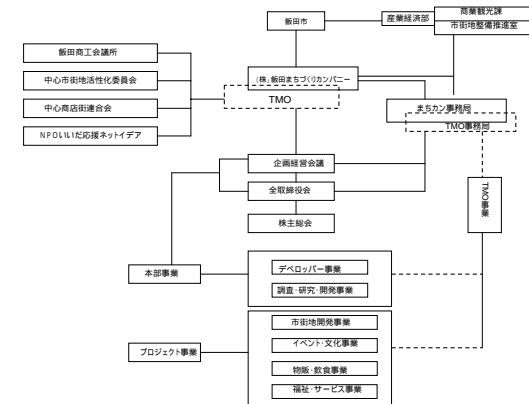 飯田市
産業経済部
商業観光課
市街地整備推進室
飯田商工会議所
中心市街地活性化委員会
中心商店街連合会
NPOいいだ応援ネットイデア
(株)飯田まちづくりカンパニー
TMO
まちカン事務局
TMO事務局
企画経営会議
全取締役会
株主総会
TMO事業
本部事業
デベロッパー事業
調査・研究・開発事業
プロジェクト事業
市街地開発事業
イベント・文化事業
物販・飲食事業
福祉・サービス事業